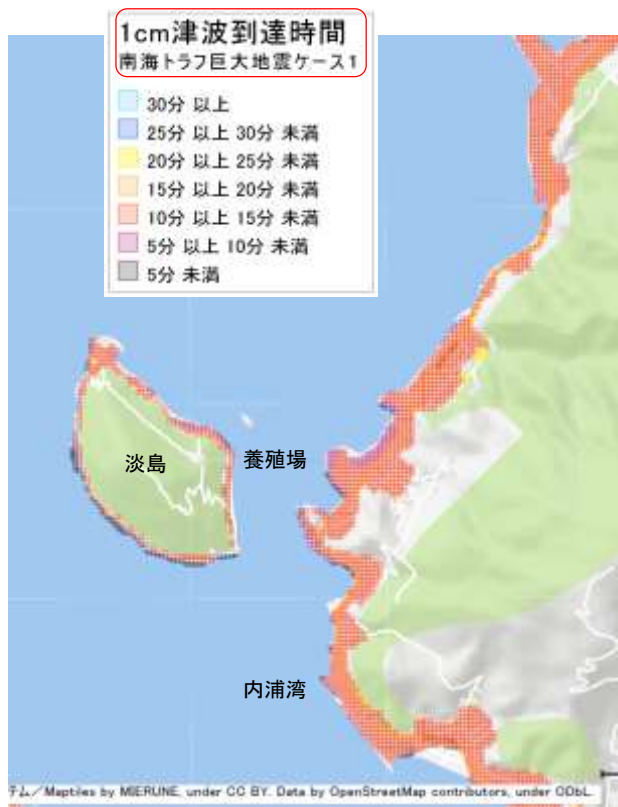 1cm津波到達時間
南海トラフ巨大地震ケース1
30分 以上
25分 以上 30分 未満
20分 以上 25分 未満
15分 以上 20分 未満
10分 以上 15分 未満
5分 以上 10分 未満
5分 未満
淡島
養殖場
内浦湾
テム／Maptiles by MIERUNE, under CC BY. Data by OpenStreetMap contributors, under ODbL.